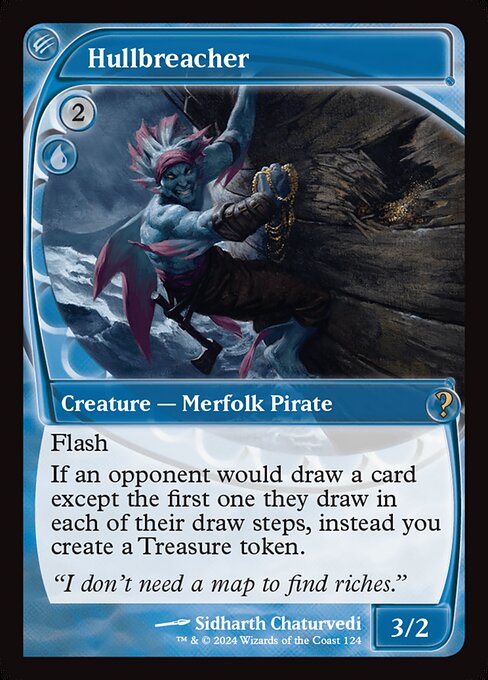 Hullbreacher
2
Creature — Merfolk Pirate
?
Flash
If an opponent would draw a card
except the first one they draw in
each of their draw steps, instead you
create a Treasure token.
“I don’t need a map to find riches.”
Sidharth Chaturvedi
™ & © 2024 Wizards of the Coast 124
3/2